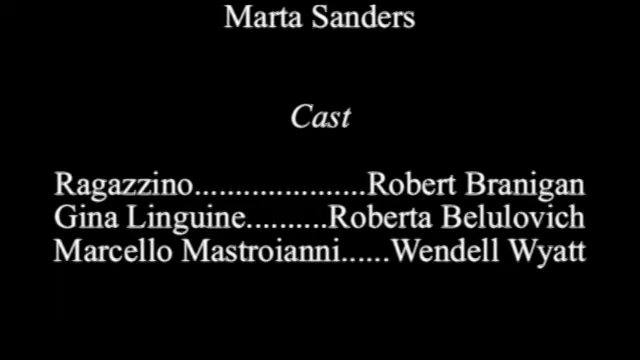 Marta Sanders
Cast
Ragazzino.....................Robert Branigan
Gina Linguine..........Roberta Belulovich
Marcello Mastroianni......Wendell Wyatt